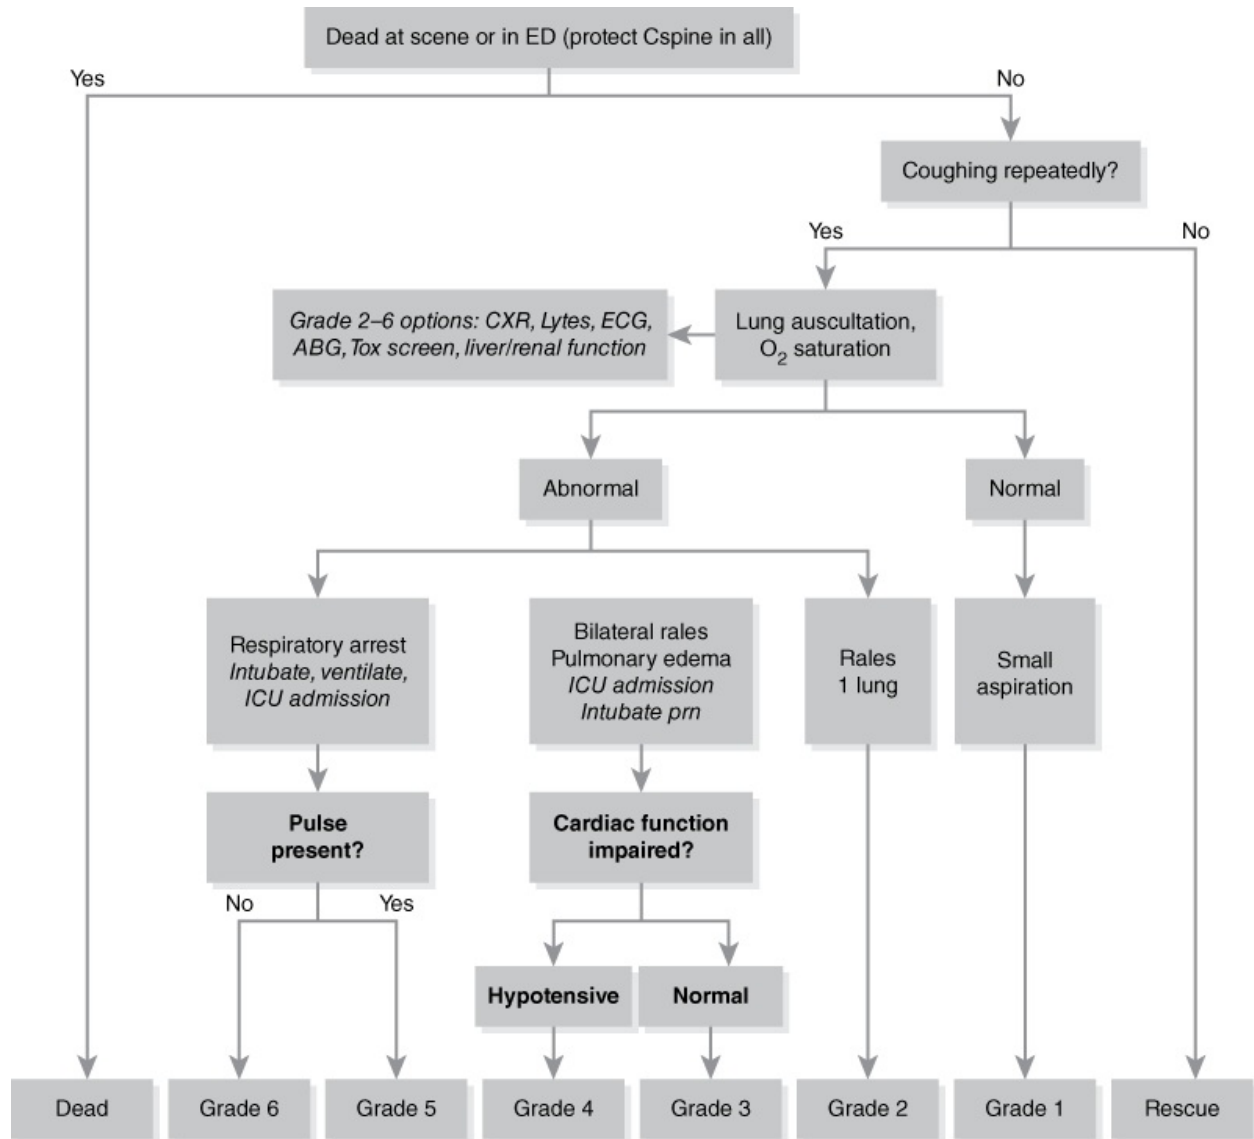 Dead at scene or in ED (protect Cspine in all)
Yes
No
Coughing repeatedly?
Yes
No
Grade 2–6 options: CXR, Lytes, ECG,
ABG, Tox screen, liver/renal function
Lung auscultation,
O2 saturation
Abnormal
Normal
Respiratory arrest
Intubate, ventilate,
ICU admission
Bilateral rales
Pulmonary edema
ICU admission
Intubate prn
Rales
1 lung
Small
aspiration
Pulse
present?
Cardiac function
impaired?
No
Yes
Hypotensive
Normal
Dead
Grade 6
Grade 5
Grade 4
Grade 3
Grade 2
Grade 1
Rescue